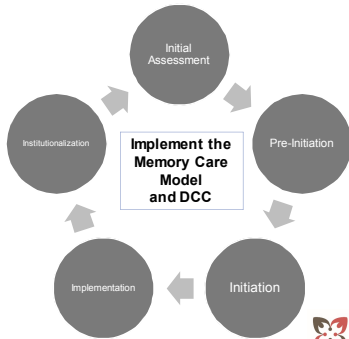 Initial
Assessment
Pre-Initiation
Initiation
Implementation
Institutionalization
Implement the
Memory Care
Model
and DCC